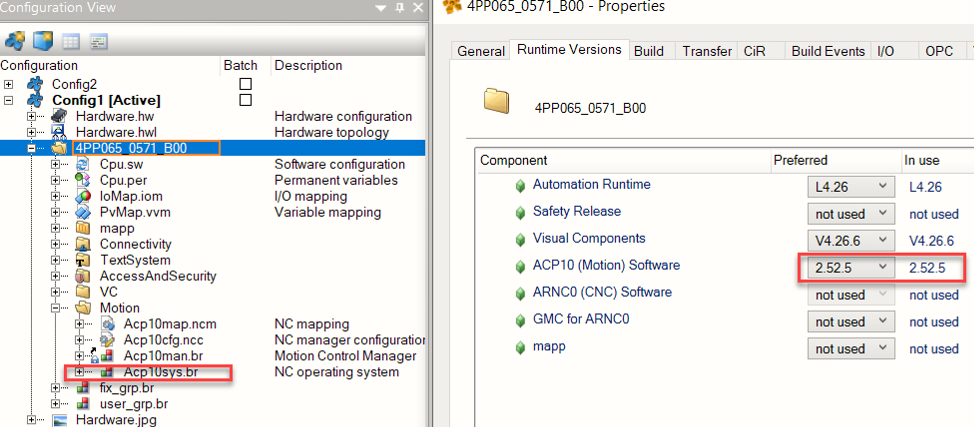 Configuration View
Configuration Batch Description
Config2
Config1 [Active]
Hardware.hw Hardware configuration
Hardware.hwl Hardware topology
4PP065_0571_B00
Cpu.sw Software configuration
Cpu.per Permanent variables
IoMap.iom I/O mapping
PvMap.vvm Variable mapping
mapp
Connectivity
TextSystem
AccessAndSecurity
VC
Motion
Acp10map.ncm NC mapping
Acp10cfg.ncc NC manager configuration
Acp10man.br Motion Control Manager
Acp10sys.br NC operating system
fix_grp.br
user_grp.br
Hardware.jpg
4PP065_0571_B00 - Properties
General Runtime Versions Build Transfer CiR Build Events I/O OPC
4PP065_0571_B00
Component Preferred In use
Automation Runtime L4.26 L4.26
Safety Release not used not used
Visual Components V4.26.6 V4.26.6
ACP10 (Motion) Software 2.52.5 2.52.5
ARNC0 (CNC) Software not used not used
GMC for ARNC0 not used not used
mapp not used not used